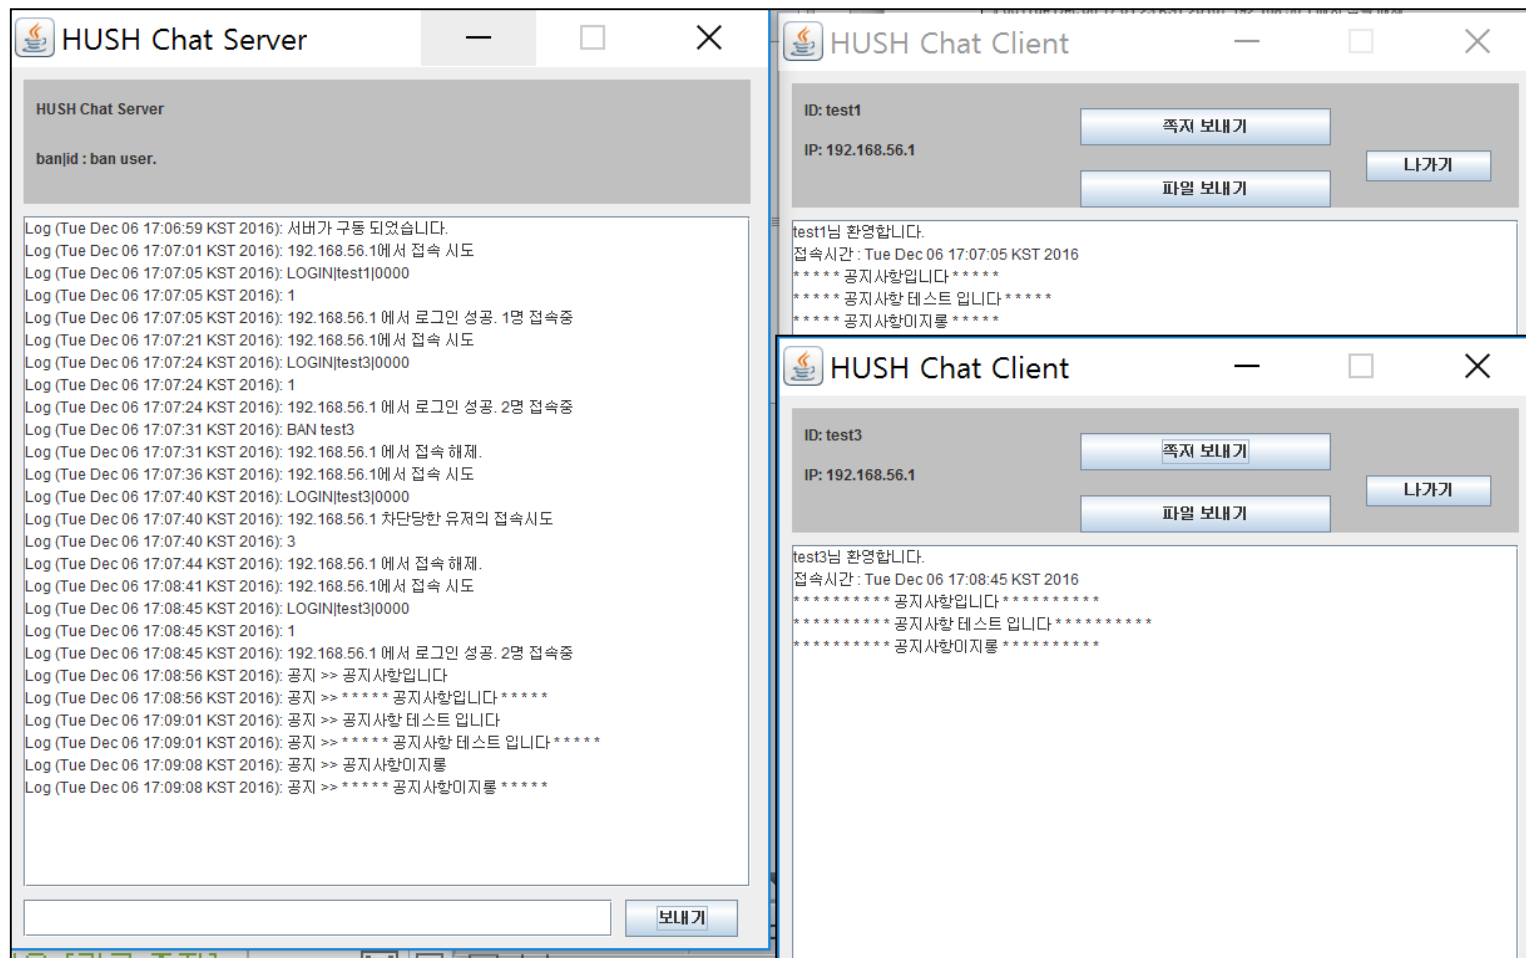 HUSH Chat Server
HUSH Chat Server
ban|id : ban user.
Log (Tue Dec 06 17:06:59 KST 2016): 서버가 구동 되었습니다.
Log (Tue Dec 06 17:07:01 KST 2016): 192.168.56.1에서 접속 시도
Log (Tue Dec 06 17:07:05 KST 2016): LOGIN|test1|0000
Log (Tue Dec 06 17:07:05 KST 2016): 1
Log (Tue Dec 06 17:07:05 KST 2016): 192.168.56.1 에서 로그인 성공. 1명 접속중
Log (Tue Dec 06 17:07:21 KST 2016): 192.168.56.1에서 접속 시도
Log (Tue Dec 06 17:07:24 KST 2016): LOGIN|test3|0000
Log (Tue Dec 06 17:07:24 KST 2016): 1
Log (Tue Dec 06 17:07:24 KST 2016): 192.168.56.1 에서 로그인 성공. 2명 접속중
Log (Tue Dec 06 17:07:31 KST 2016): BAN test3
Log (Tue Dec 06 17:07:31 KST 2016): 192.168.56.1 에서 접속 해제.
Log (Tue Dec 06 17:07:36 KST 2016): 192.168.56.1에서 접속 시도
Log (Tue Dec 06 17:07:40 KST 2016): LOGIN|test3|0000
Log (Tue Dec 06 17:07:40 KST 2016): 192.168.56.1 차단당한 유저의 접속시도
Log (Tue Dec 06 17:07:40 KST 2016): 3
Log (Tue Dec 06 17:07:44 KST 2016): 192.168.56.1 에서 접속 해제.
Log (Tue Dec 06 17:08:41 KST 2016): 192.168.56.1에서 접속 시도
Log (Tue Dec 06 17:08:45 KST 2016): LOGIN|test3|0000
Log (Tue Dec 06 17:08:45 KST 2016): 1
Log (Tue Dec 06 17:08:45 KST 2016): 192.168.56.1 에서 로그인 성공. 2명 접속중
Log (Tue Dec 06 17:08:56 KST 2016): 공지 >> 공지사항입니다
Log (Tue Dec 06 17:08:56 KST 2016): 공지 >> * * * * * 공지사항입니다 * * * * *
Log (Tue Dec 06 17:09:01 KST 2016): 공지 >> 공지사항 테스트 입니다
Log (Tue Dec 06 17:09:01 KST 2016): 공지 >> * * * * * 공지사항 테스트 입니다 * * * * *
Log (Tue Dec 06 17:09:08 KST 2016): 공지 >> 공지사항이지롱
Log (Tue Dec 06 17:09:08 KST 2016): 공지 >> * * * * * 공지사항이지롱 * * * * *
보내기
HUSH Chat Client
ID: test1
쪽지 보내기
IP: 192.168.56.1
나가기
파일 보내기
test1님 환영합니다.
접속시간 : Tue Dec 06 17:07:05 KST 2016
* * * * * 공지사항입니다 * * * * *
* * * * * 공지사항 테스트 입니다 * * * * *
* * * * * 공지사항이지롱 * * * * *
HUSH Chat Client
ID: test3
쪽지 보내기
IP: 192.168.56.1
나가기
파일 보내기
test3님 환영합니다.
접속시간 : Tue Dec 06 17:08:45 KST 2016
* * * * * * * * * * 공지사항입니다 * * * * * * * * * *
* * * * * * * * * * 공지사항 테스트 입니다 * * * * * * * * * *
* * * * * * * * * * 공지사항이지롱 * * * * * * * * * *